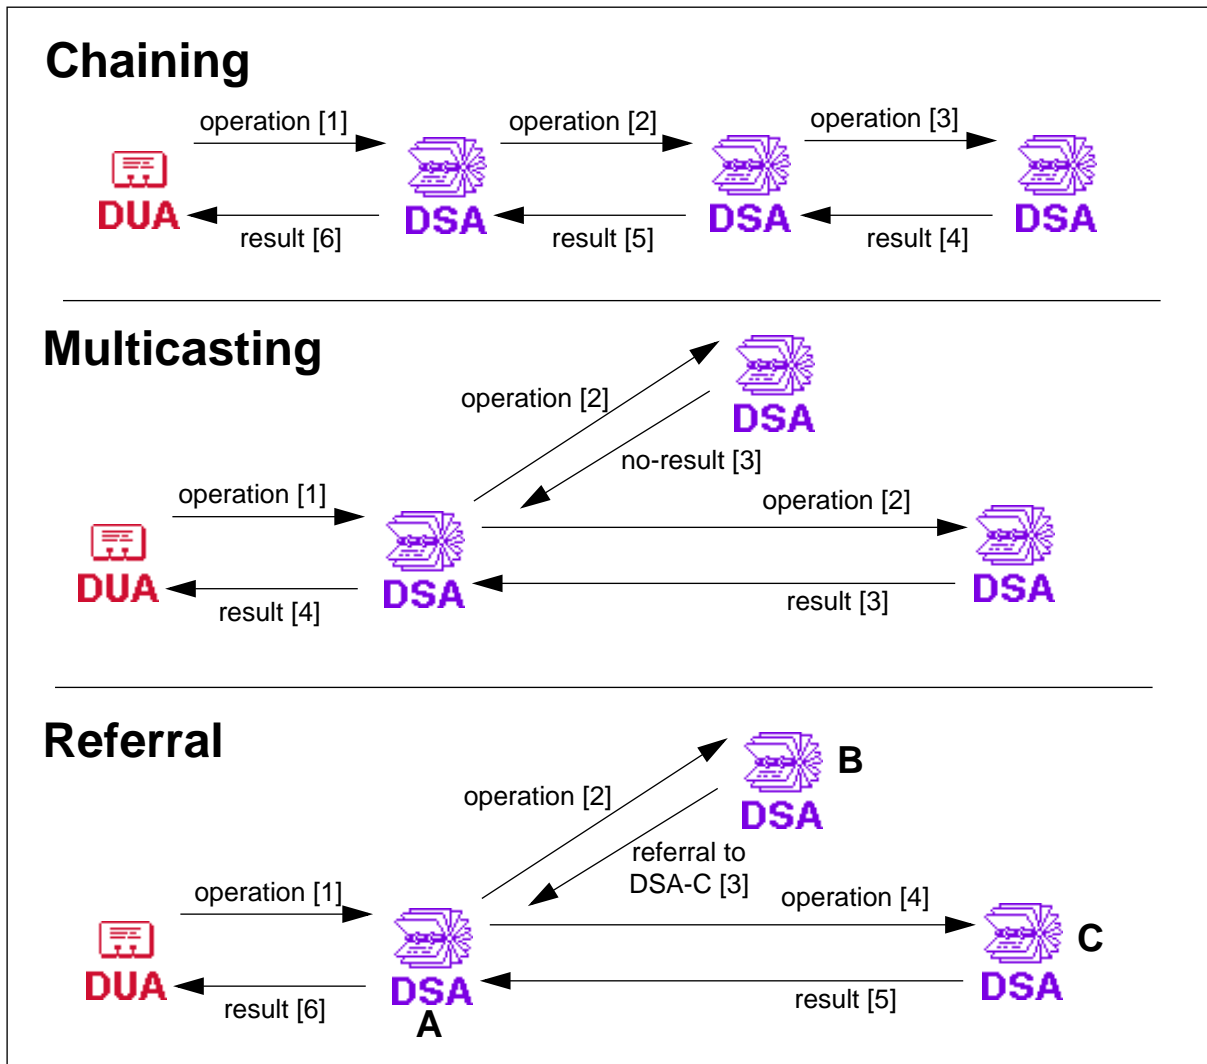 Chaining
operation [1]
operation [2]
operation [3]
DUA
DSA
DSA
DSA
result [6]
result [5]
result [4]
Multicasting
operation [2]
DSA
no-result [3]
operation [1]
operation [2]
DUA
DSA
DSA
result [4]
result [3]
Referral
B
operation [2]
DSA
referral to
DSA-C [3]
operation [1]
operation [4]
C
DUA
DSA
DSA
result [6]
result [5]
A